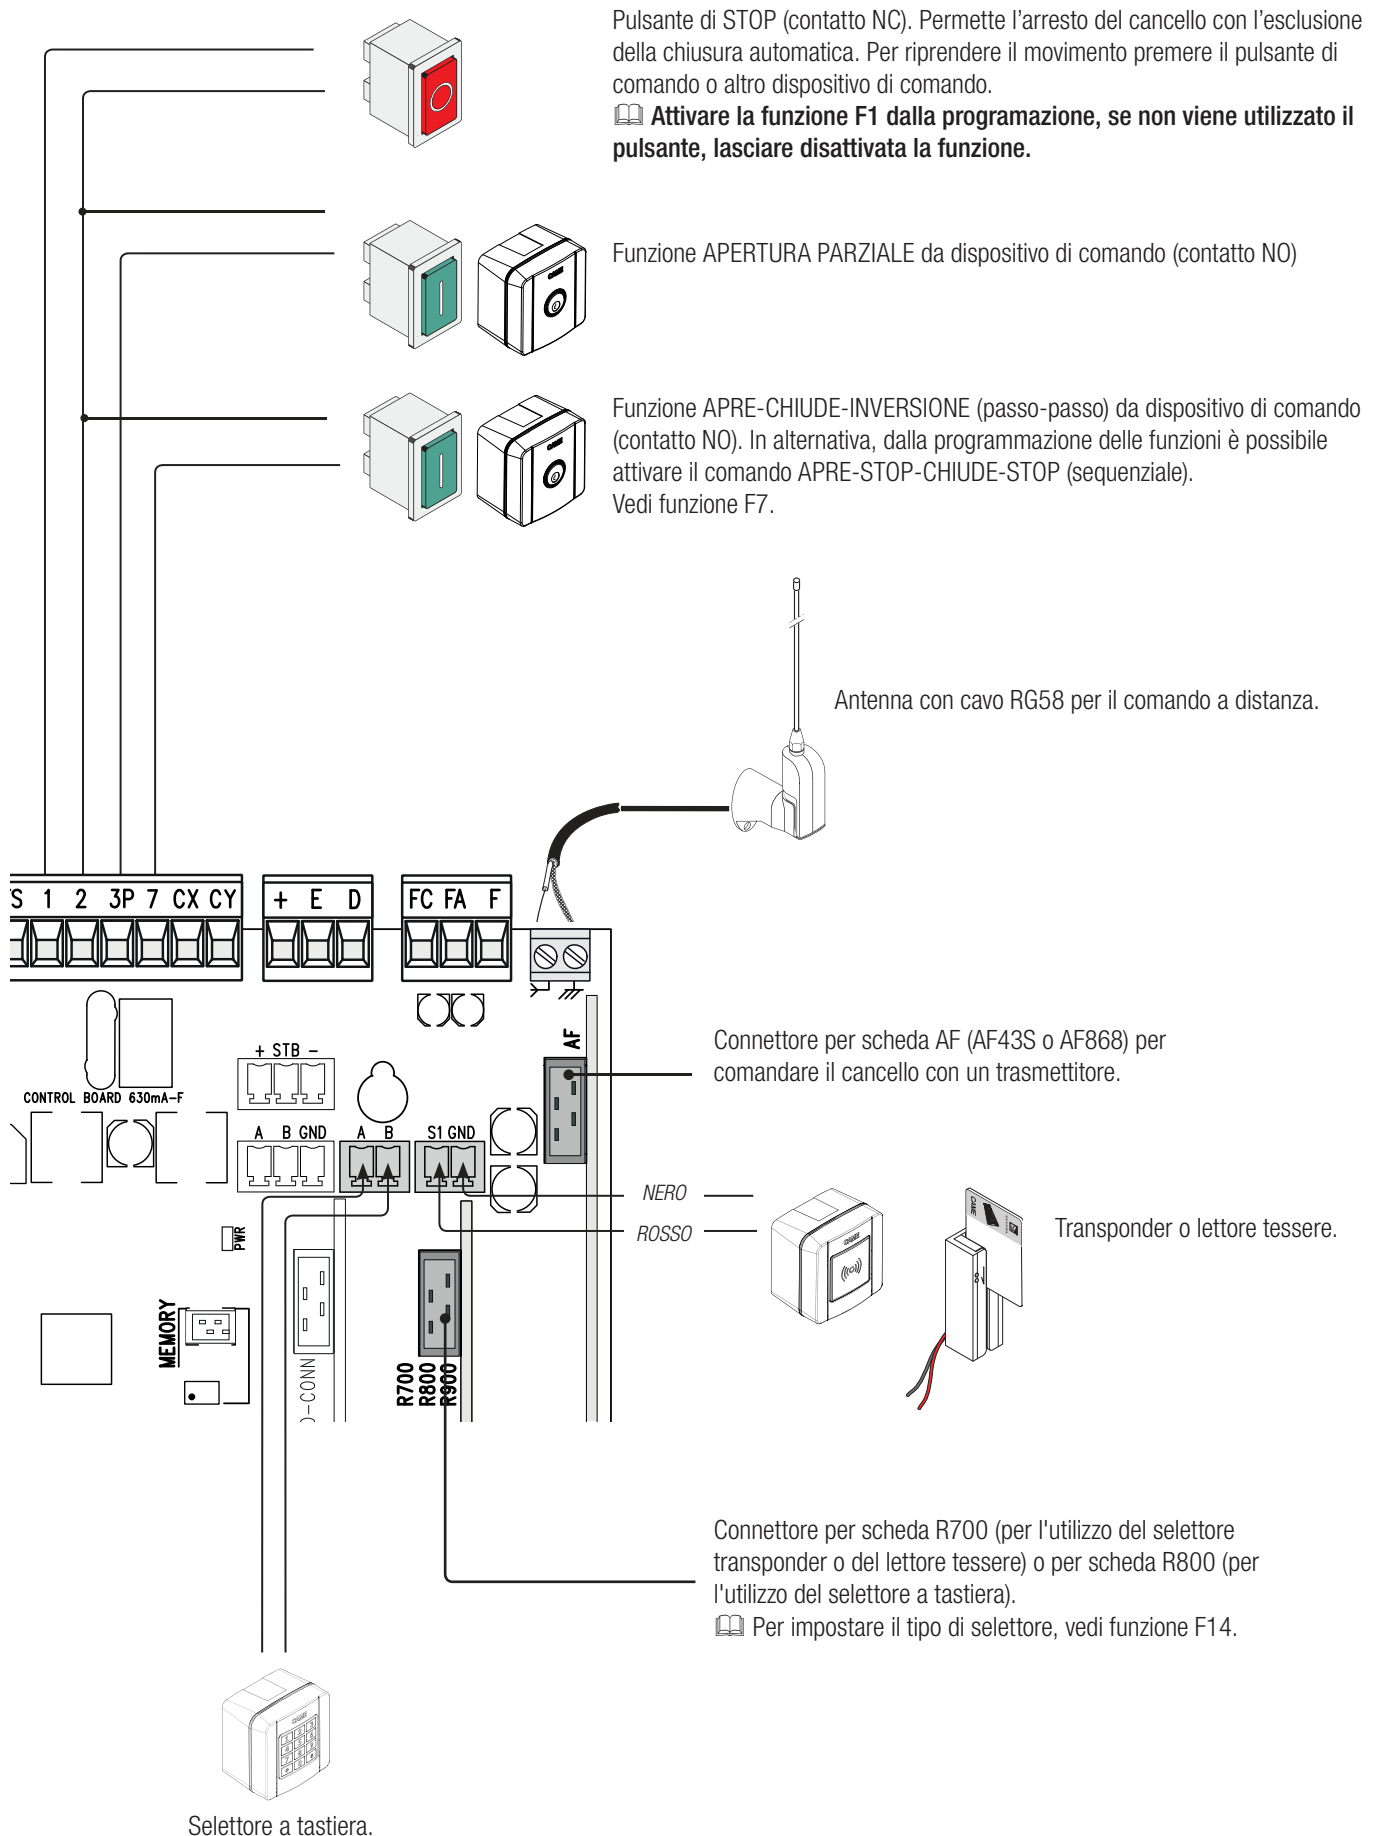 Pulsante di STOP (contatto NC). Permette l’arresto del cancello con l’esclusione
della chiusura automatica. Per riprendere il movimento premere il pulsante di
comando o altro dispositivo di comando.
Attivare la funzione F1 dalla programazione, se non viene utilizzato il
pulsante, lasciare disattivata la funzione.
CAME
Funzione APERTURA PARZIALE da dispositivo di comando (contatto NO)
CAME
Funzione APRE-CHIUDE-INVERSIONE (passo-passo) da dispositivo di comando
(contatto NO). In alternativa, dalla programmazione delle funzioni è possibile
attivare il comando APRE-STOP-CHIUDE-STOP (sequenziale).
Vedi funzione F7.
Antenna con cavo RG58 per il comando a distanza.
S 1 2 3P 7 CX CY
+ E D
FC FA F
AF
Connettore per scheda AF (AF43S o AF868) per
comandare il cancello con un trasmettitore.
+ STB -
CONTROL BOARD 630mA-F
A B GND
A B
S1 GND
NERO
ROSSO
CAME
CAME
Transponder o lettore tessere.
PWR
MEMORY
O-CONN
R700
R800
R900
Connettore per scheda R700 (per l'utilizzo del selettore
transponder o del lettore tessere) o per scheda R800 (per
l'utilizzo del selettore a tastiera).
Per impostare il tipo di selettore, vedi funzione F14.
CAME
Selettore a tastiera.